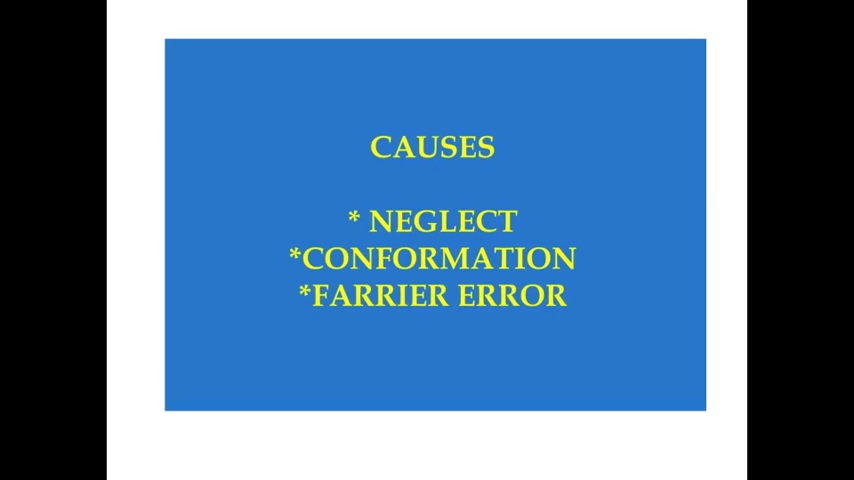 CAUSES
* NEGLECT
*CONFORMATION
*FARRIER ERROR